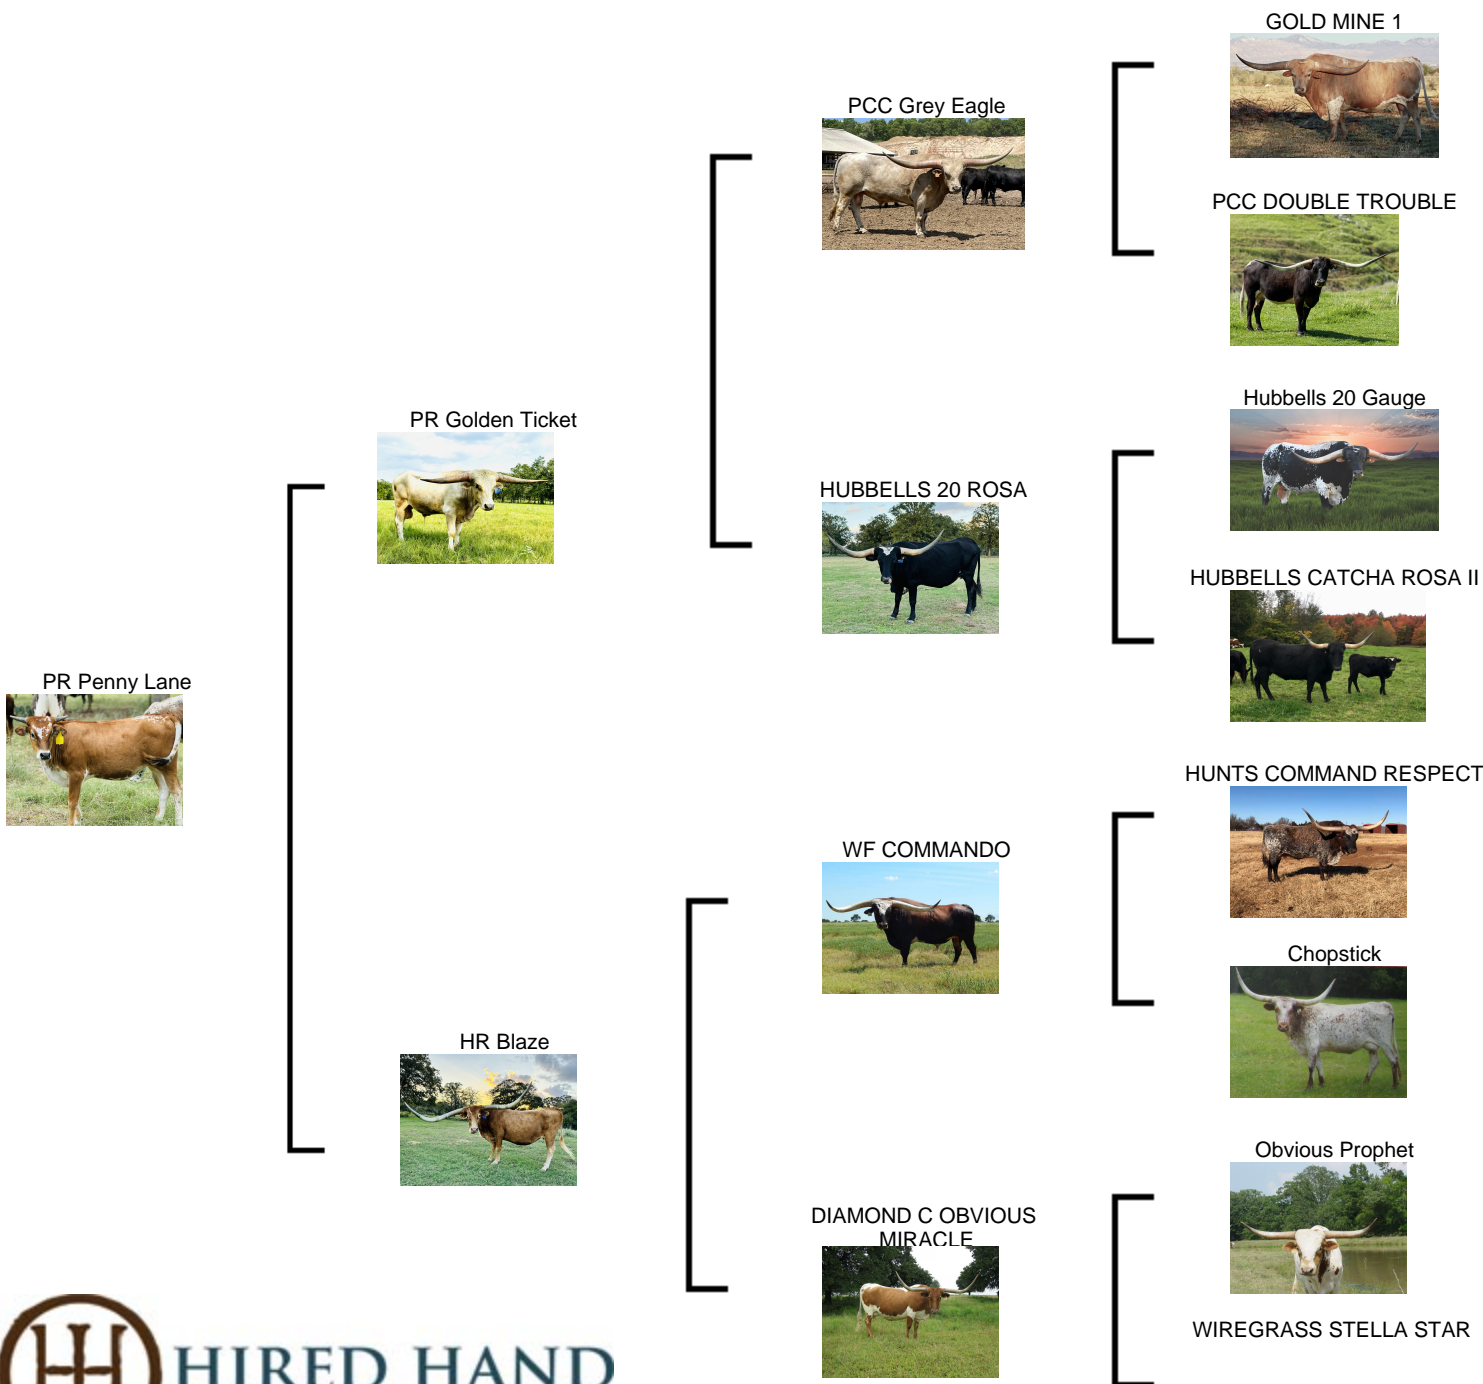 GOLD MINE 1
PCC Grey Eagle
PCC DOUBLE TROUBLE
PR Golden Ticket
Hubbells 20 Gauge
HUBBELLS 20 ROSA
HUBBELLS CATCHA ROSA II
PR Penny Lane
HUNTS COMMAND RESPECT
WF COMMANDO
Chopstick
HR Blaze
Obvious Prophet
DIAMOND C OBVIOUS
MIRACLE
WIREGRASS STELLA STAR
HIRED HAND